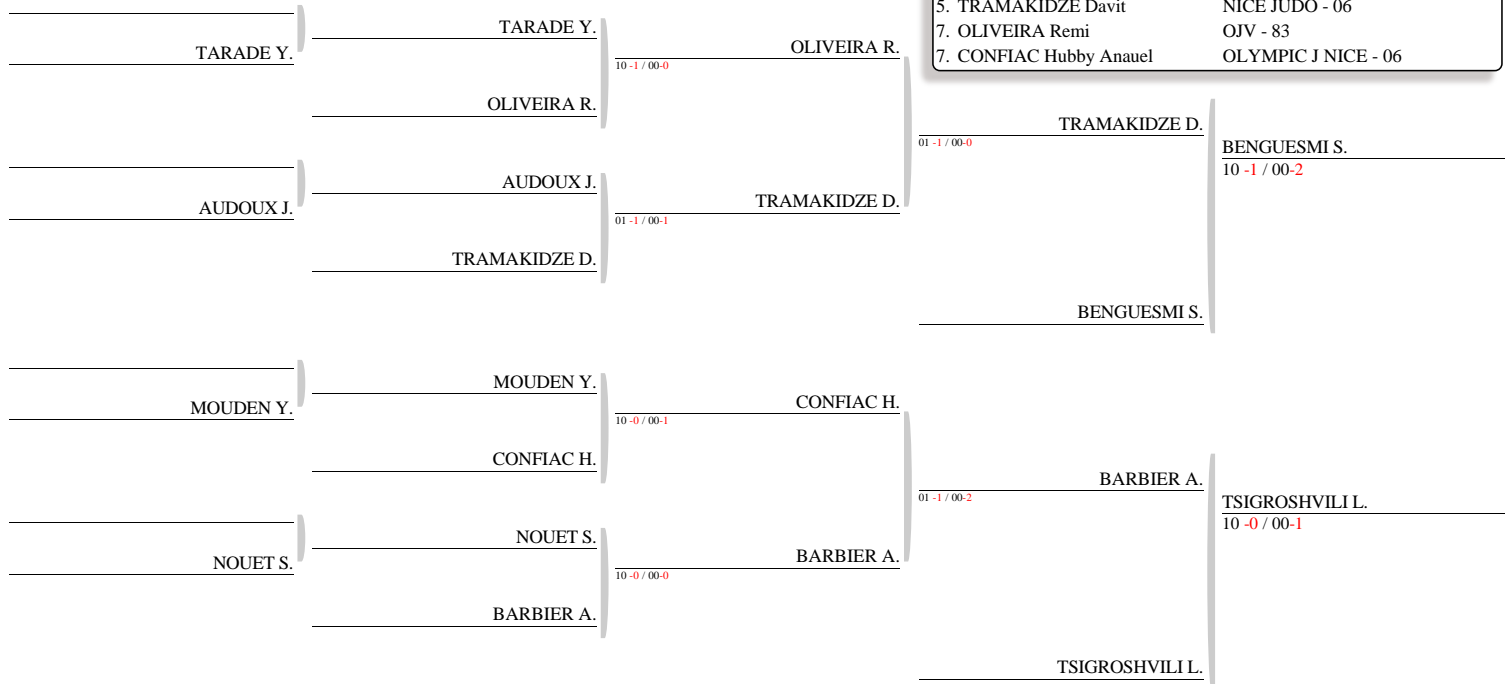 5. TRAMAKIDZE Davit NICE JUDO - 06
7. OLIVEIRA Remi OJV - 83
7. CONFIAC Hubby Anauel OLYMPIC J NICE - 06
TARADE Y.
TARADE Y.
OLIVEIRA R.
10 -1 / 00-0
OLIVEIRA R.
TRAMAKIDZE D.
01 -1 / 00-0
BENGUESMI S.
10 -1 / 00-2
AUDOUX J.
AUDOUX J.
TRAMAKIDZE D.
01 -1 / 00-1
TRAMAKIDZE D.
BENGUESMI S.
MOUDEN Y.
MOUDEN Y.
CONFIAC H.
10 -0 / 00-1
CONFIAC H.
BARBIER A.
01 -1 / 00-2
TSIGROSHVILI L.
10 -0 / 00-1
NOUET S.
NOUET S.
BARBIER A.
10 -0 / 00-0
BARBIER A.
TSIGROSHVILI L.